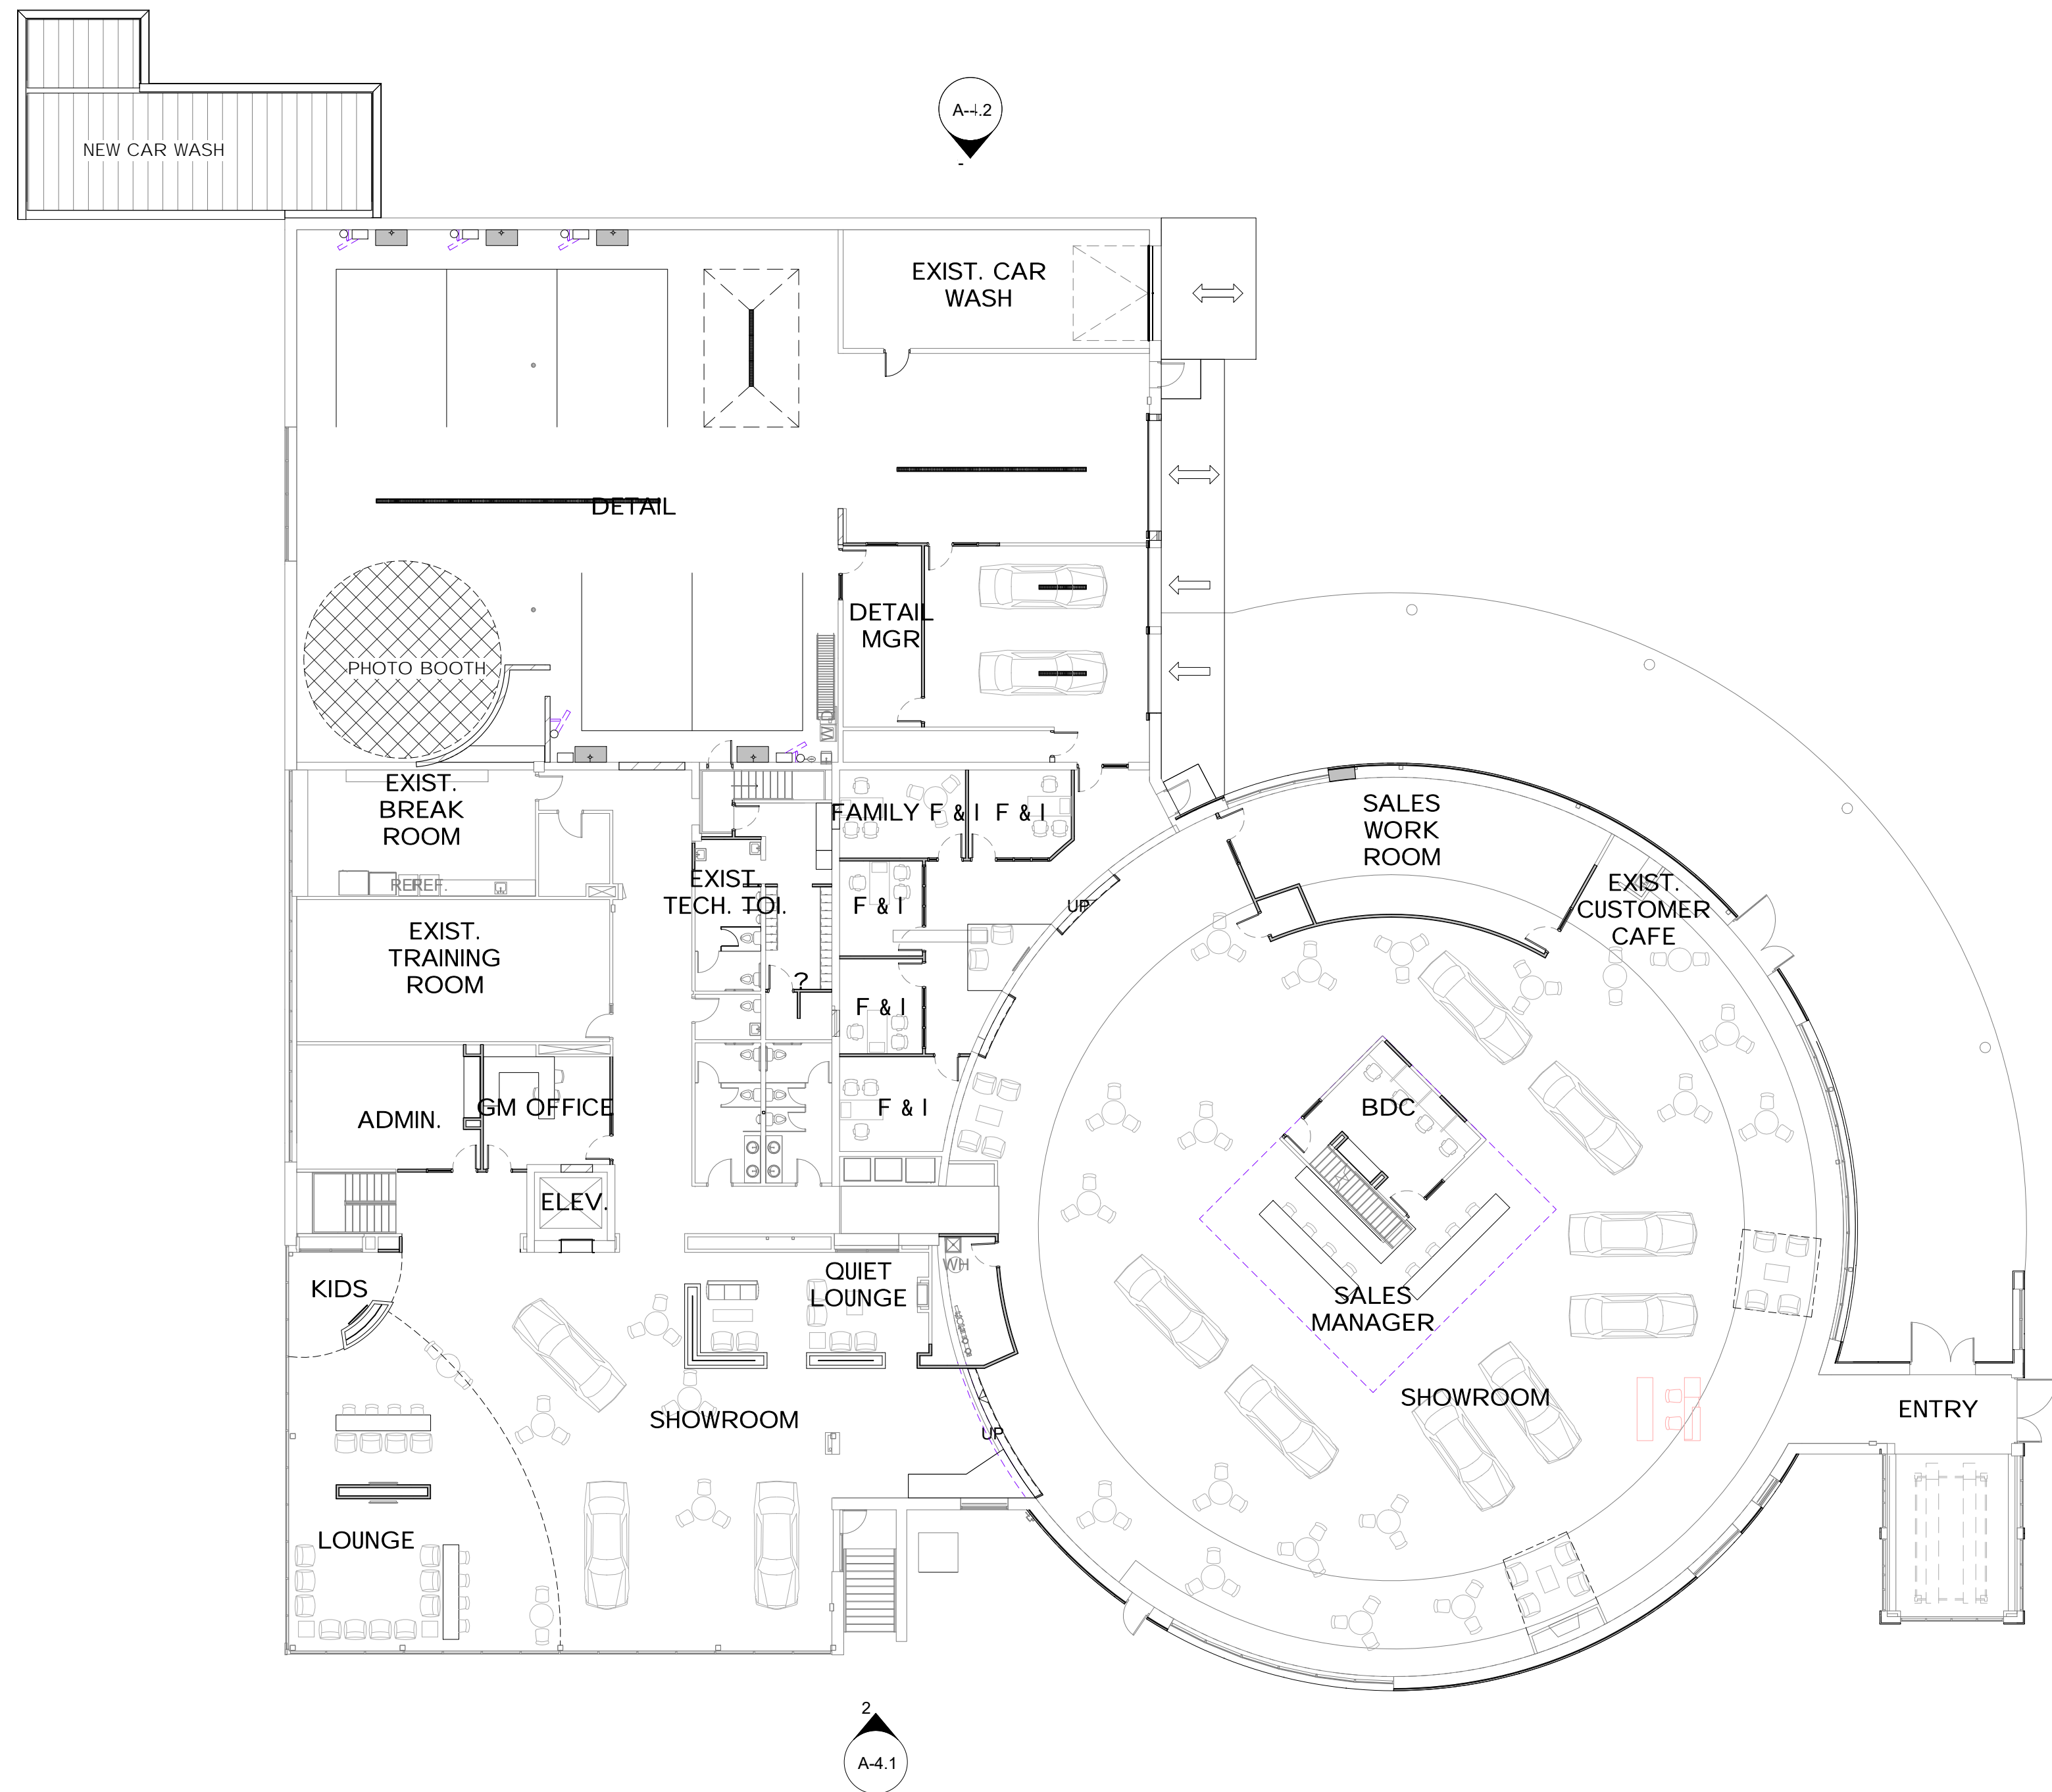 A-4.2
-
NEW CAR WASH
EXIST. CAR
WASH
DETAIL
DETAIL
MGR
PHOTO BOOTH
EXIST.
BREAK
ROOM
FAMILY F & I
F & I
SALES
WORK
ROOM
REF.
EXIST.
TECH. TOI.
F & I
UP
EXIST.
CUSTOMER
CAFE
EXIST.
TRAINING
ROOM
?
F & I
ADMIN.
GM OFFICE
F & I
BDC
ELEV.
KIDS
QUIET
LOUNGE
WH
SALES
MANAGER
SHOWROOM
UP
SHOWROOM
ENTRY
LOUNGE
2
A-4.1